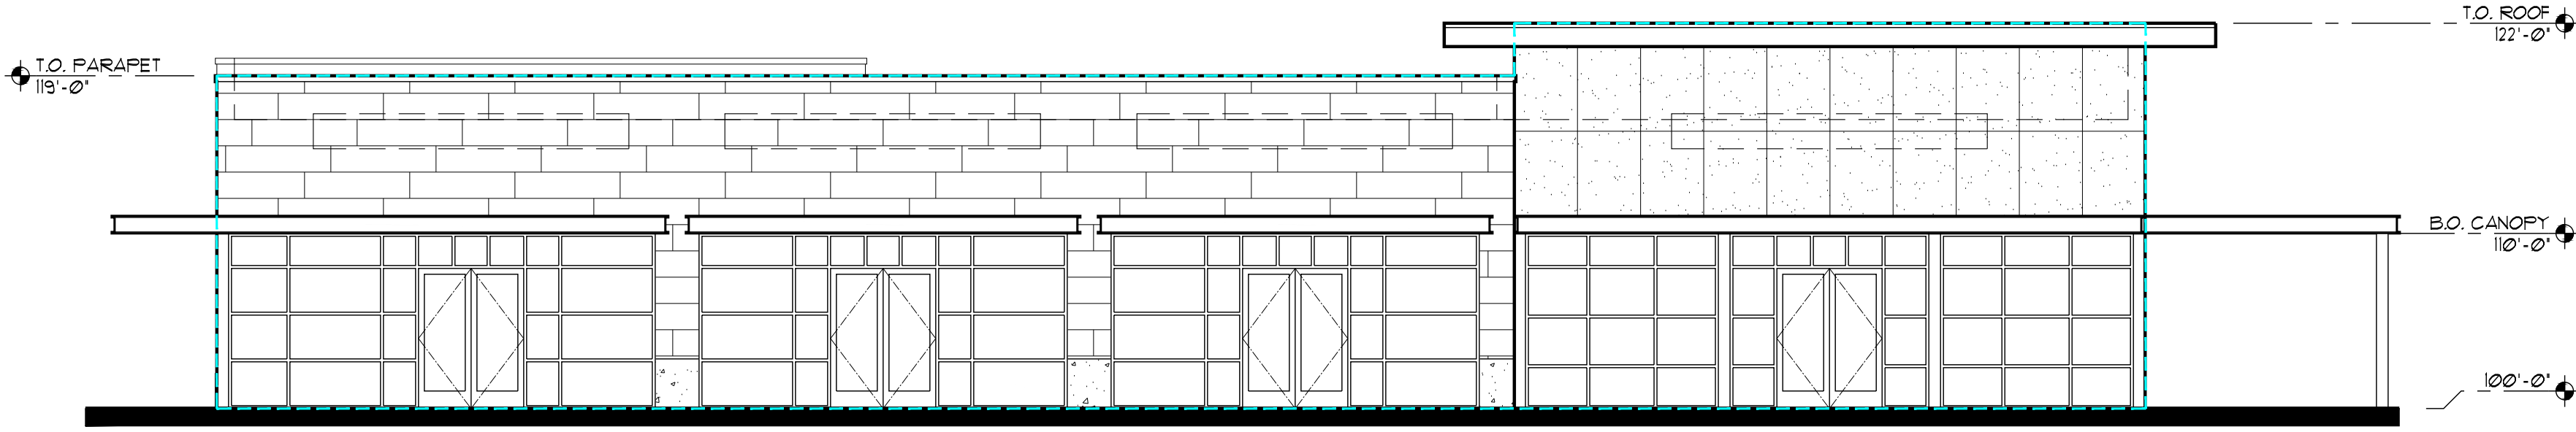 T.O. PARAPET
119'-0"
T.O. ROOF
122'-0"
B.O. CANOPY
110'-0"
100'-0"